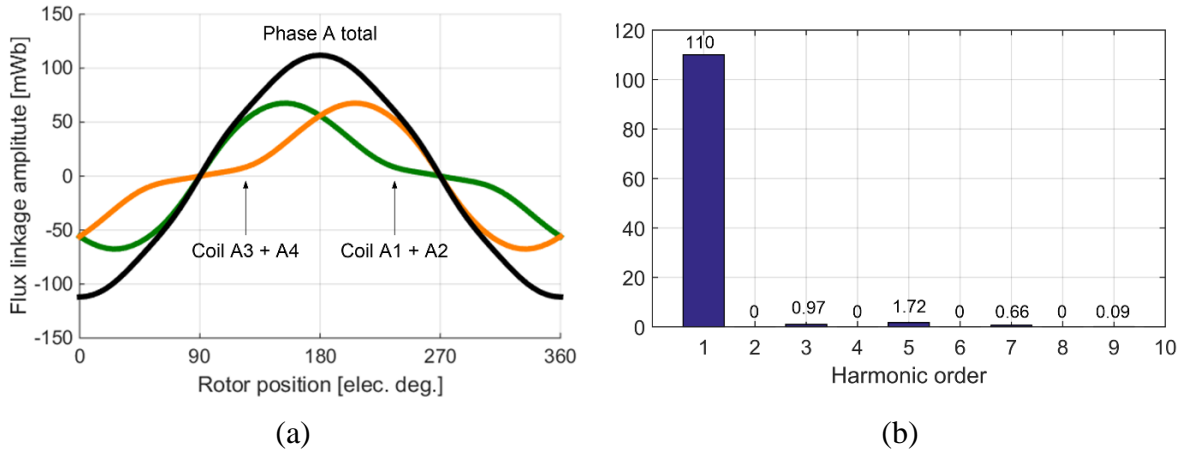 Flux linkage amplitute [mWb]
150
100
50
0
-50
-100
-150
Phase A total
Coil A3 + A4
Coil A1 + A2
0 90 180 270 360
Rotor position [elec. deg.]
(a)
120
100
80
60
40
20
0
110 0 0.97 0 1.72 0 0.66 0 0.09
1 2 3 4 5 6 7 8 9 10
Harmonic order
(b)